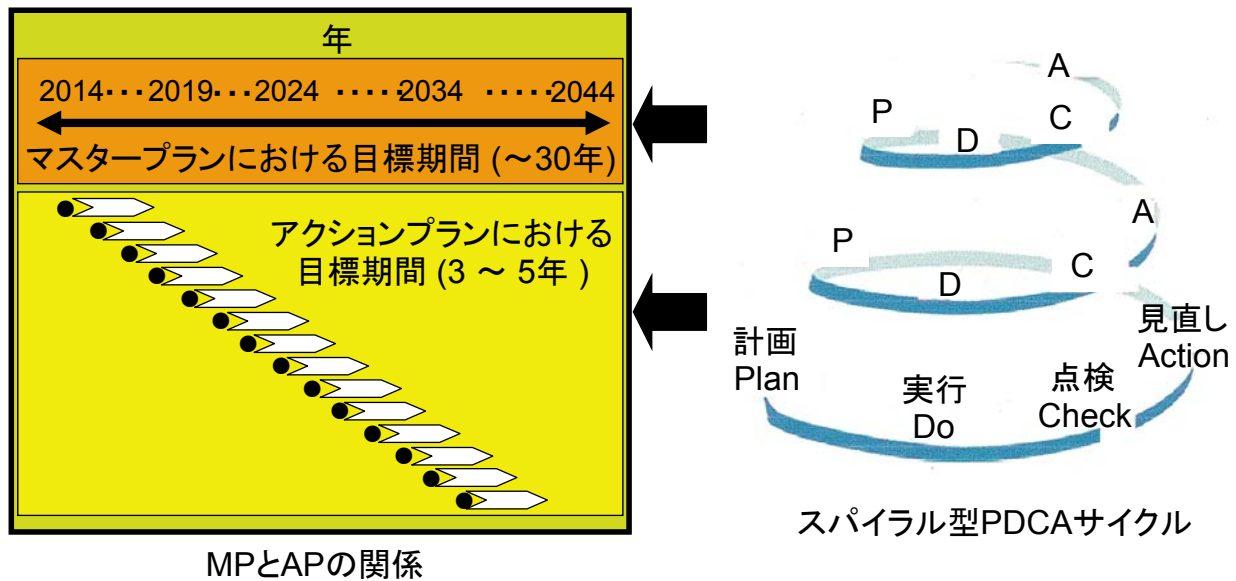 年
2014・・・2019・・・2024 ・・・・・2034 ・・・・・2044
マスタープランにおける目標期間 (～30年)
アクションプランにおける
目標期間 (3 ～ 5年 )
MPとAPの関係
A
P
D
C
A
P
D
C
計画
Plan
実行
Do
点検
Check
見直し
Action
スパイラル型PDCAサイクル